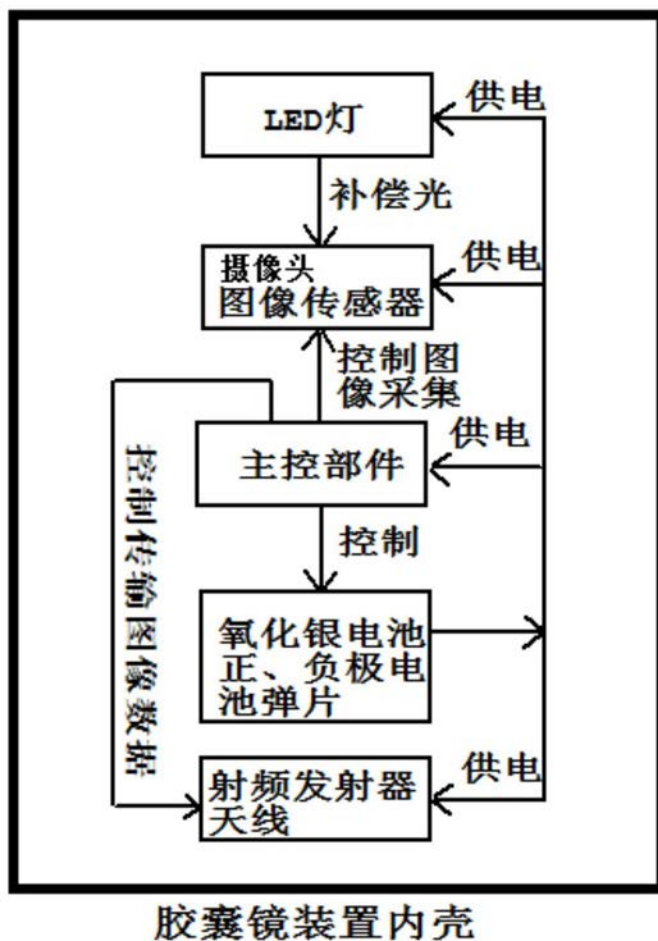 供电
LED灯
补偿光
供电
摄像头
图像传感器
控制图
像采集
供电
主控部件
控制传输图像数据
控制
氧化银电池
正、负极电
池弹片
供电
射频发射器
天线
胶囊镜装置内壳